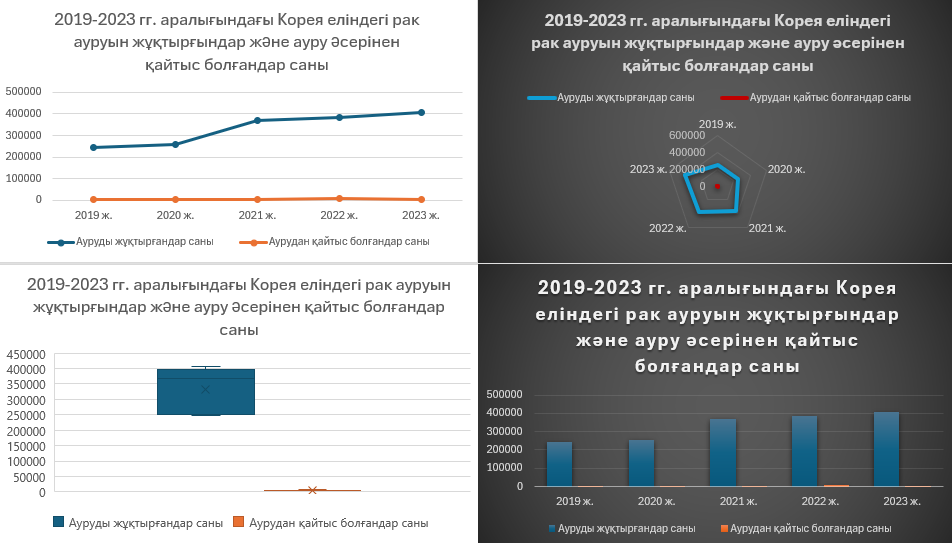 2019-2023 гг. аралығындағы Корея еліндегі рак
ауруын жұқтырғындар және ауру әсерінен
қайтыс болғандар саны
500000
400000
300000
200000
100000
0
2019 ж. 2020 ж. 2021 ж. 2022 ж. 2023 ж.
Ауруды жұқтырғандар саны Аурудан қайтыс болғандар саны
2019-2023 гг. аралығындағы Корея еліндегі
рак ауруын жұқтырғындар және ауру әсерінен
қайтыс болғандар саны
Ауруды жұқтырғандар саны Аурудан қайтыс болғандар саны
2019 ж.
600000
400000
2023 ж. 200000 2020 ж.
0
2022 ж. 2021 ж.
2019-2023 гг. аралығындағы Корея еліндегі рак ауруын
жұқтырғындар және ауру әсерінен қайтыс болғандар
саны
450000
400000
350000
300000
250000
200000
150000
100000
50000
0
Ауруды жұқтырғандар саны Аурудан қайтыс болғандар саны
2019-2023 гг. аралығындағы Корея
еліндегі рак ауруын жұқтырғындар
және ауру әсерінен қайтыс
болғандар саны
500000
400000
300000
200000
100000
0
2019 ж. 2020 ж. 2021 ж. 2022 ж. 2023 ж.
Ауруды жұқтырғандар саны Аурудан қайтыс болғандар саны